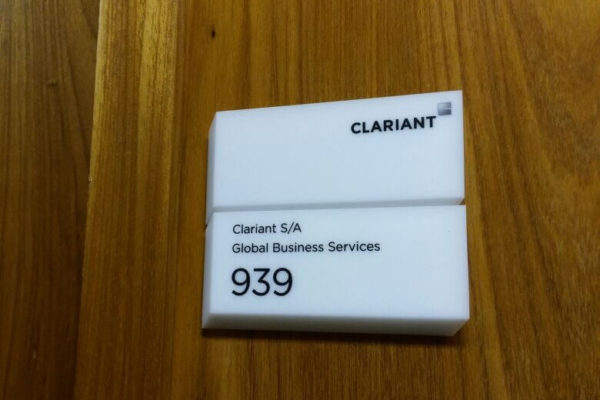 CLARIANT
Clariant S/A
Global Business Services
939